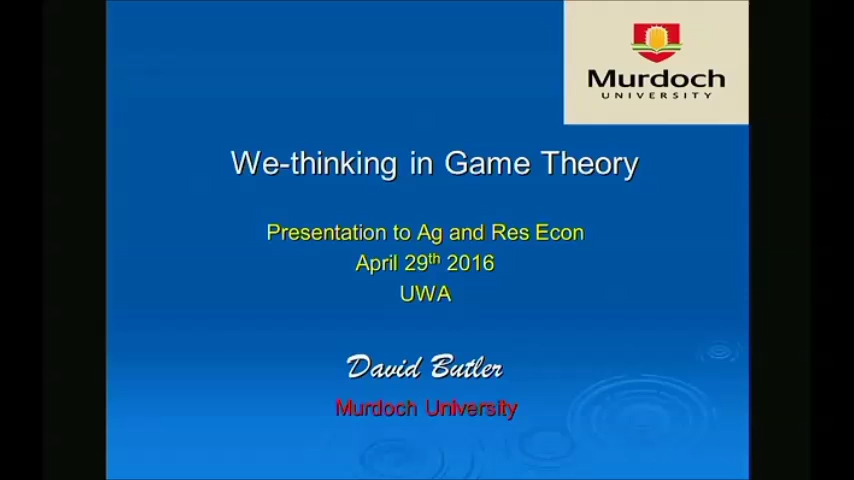 Murdoch
UNIVERSITY
We-thinking in Game Theory
Presentation to Ag and Res Econ
April 29th 2016
UWA
David Butler
Murdoch University